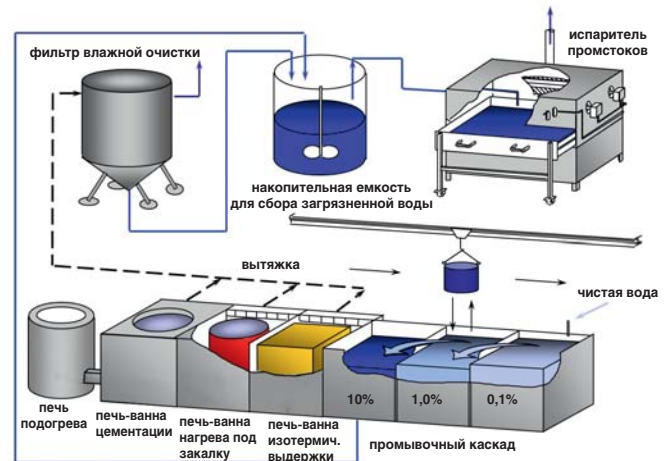 фильтр влажной очистки
испаритель
промстоков
накопительная емкость
для сбора загрязненной воды
вытяжка
чистая вода
10%
1,0%
0,1%
печь
подогрева
печь-ванна
цементации
печь-ванна
нагрева под
закалку
печь-ванна
изотермич.
выдержки
промывочный каскад